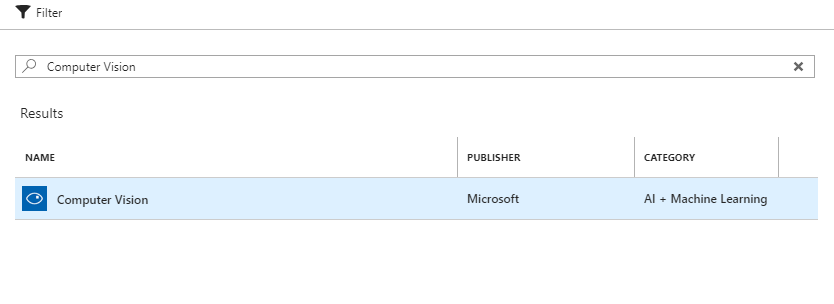 Filter
Computer Vision
Results
NAME PUBLISHER CATEGORY
Computer Vision Microsoft AI + Machine Learning